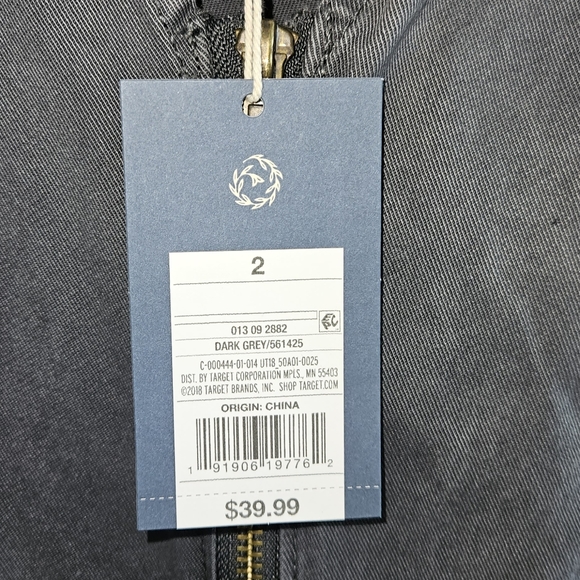 2
013 09 2882
DARK GREY/561425
C-000444-01-014 UT18_50A01-0025
DIST. BY TARGET CORPORATION MPLS., MN 55403
©2018 TARGET BRANDS, INC. SHOP TARGET.COM
ORIGIN: CHINA
1 91906 19776 2
$39.99